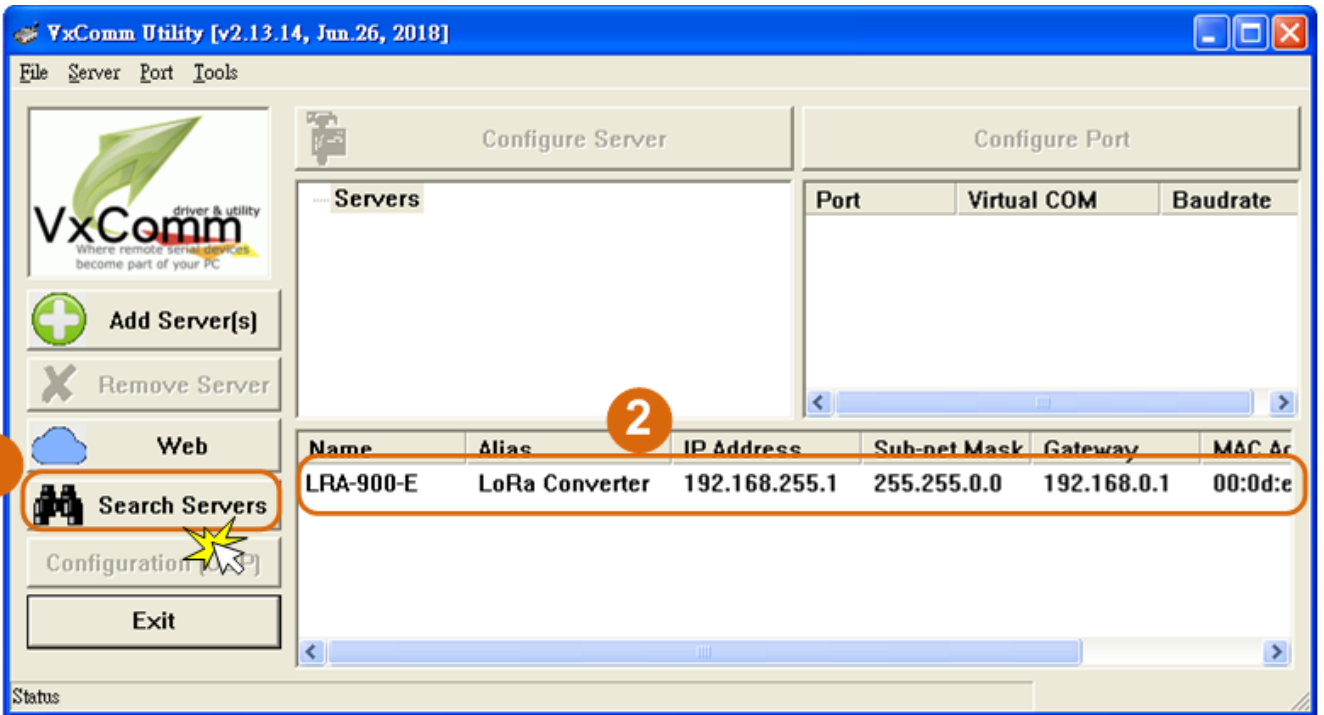 VxComm Utility [v2.13.14, Jun.26, 2018]
File Server Port Tools
VxComm
driver & utility
Where remote serial devices
become part of your PC
Configure Server
Configure Port
Servers
Port Virtual COM Baudrate
Add Server(s)
Remove Server
Web
Search Servers
Exit
2
Name Alias IP Address Sub-net Mask Gateway MAC
LRA-900-E LoRa Converter 192.168.255.1 255.255.0.0 192.168.0.1 00:0d:e
Configuration
Status